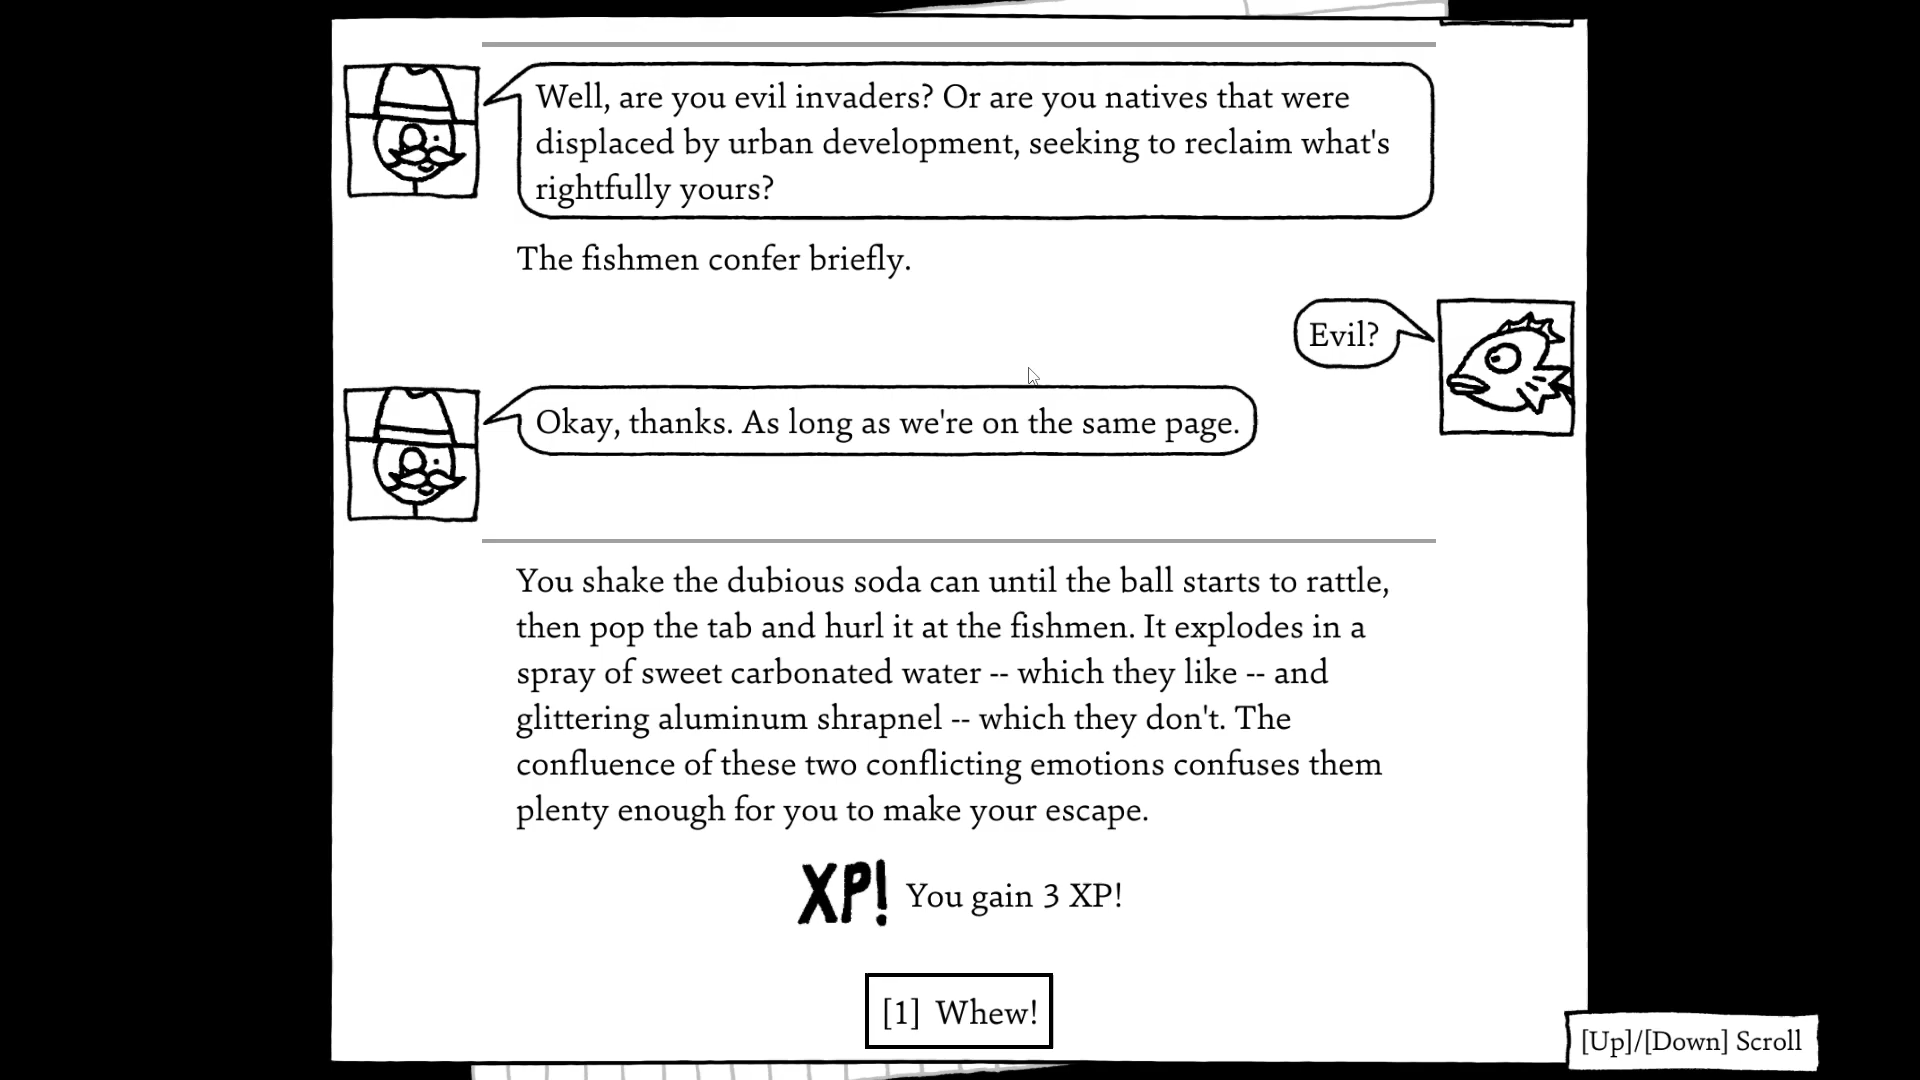 Well, are you evil invaders? Or are you natives that were
displaced by urban development, seeking to reclaim what's
rightfully yours?
The fishmen confer briefly.
Evil?
Okay, thanks. As long as we're on the same page.
You shake the dubious soda can until the ball starts to rattle,
then pop the tab and hurl it at the fishmen. It explodes in a
spray of sweet carbonated water -- which they like -- and
glittering aluminum shrapnel -- which they don't. The
confluence of these two conflicting emotions confuses them
plenty enough for you to make your escape.
XP! You gain 3 XP!
[1] Whew!
[Up]/[Down] Scroll